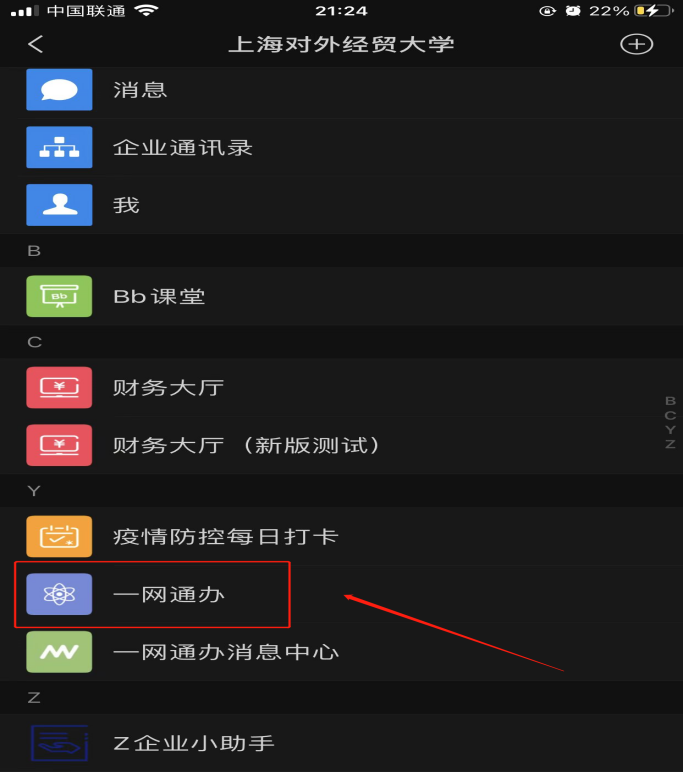 中国联通
21:24
22%
上海对外经贸大学
消息
企业通讯录
我
B
Bb
Bb课堂
C
¥
财务大厅
¥
财务大厅（新版测试）
B
C
Y
Z
Y
疫情防控每日打卡
一网通办
一网通办消息中心
Z
Z企业小助手